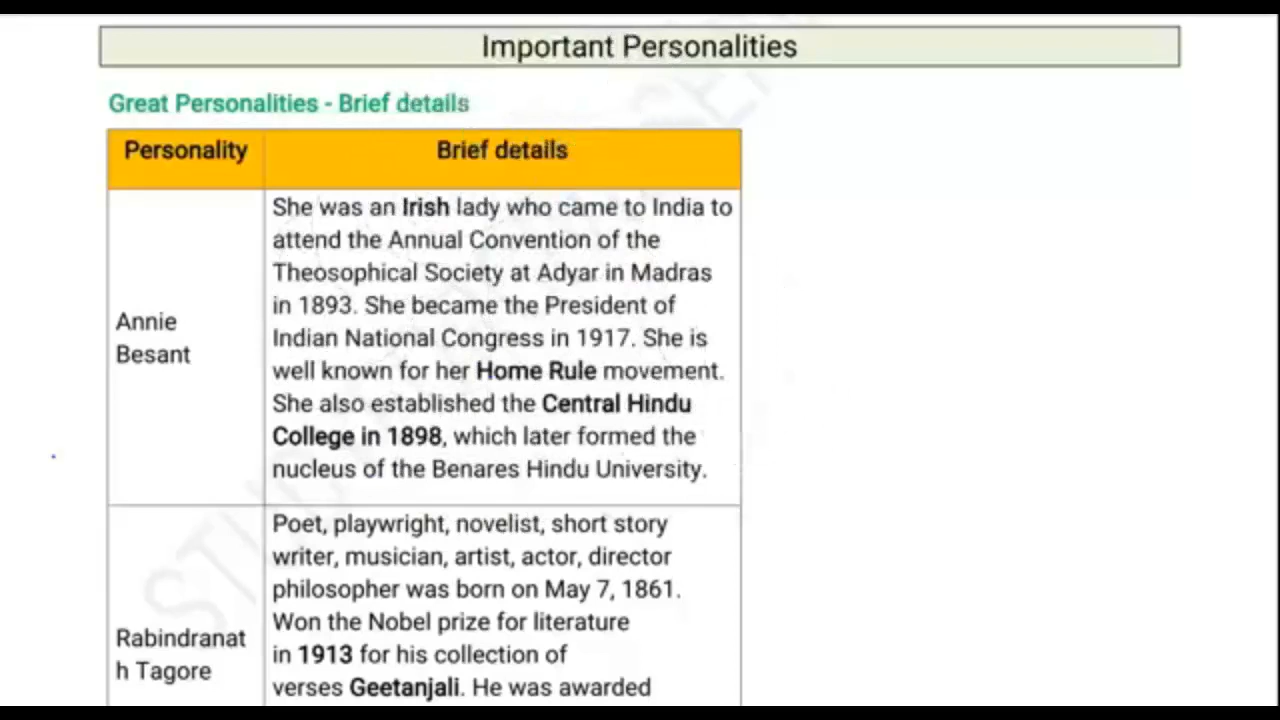 Important Personalities
Great Personalities - Brief details
Personality
Brief details
Annie
Besant
She was an Irish lady who came to India to
attend the Annual Convention of the
Theosophical Society at Adyar in Madras
in 1893. She became the President of
Indian National Congress in 1917. She is
well known for her Home Rule movement.
She also established the Central Hindu
College in 1898, which later formed the
nucleus of the Benares Hindu University.
Rabindranat
h Tagore
Poet, playwright, novelist, short story
writer, musician, artist, actor, director
philosopher was born on May 7, 1861.
Won the Nobel prize for literature
in 1913 for his collection of
verses Geetanjali. He was awarded